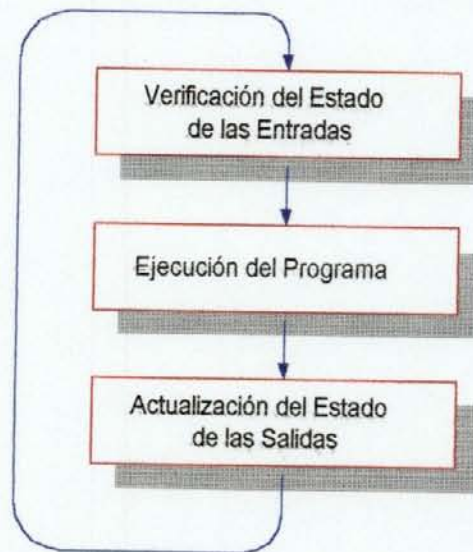 Verificación del Estado
de las Entradas
Ejecución del Programa
Actualización del Estado
de las Salidas